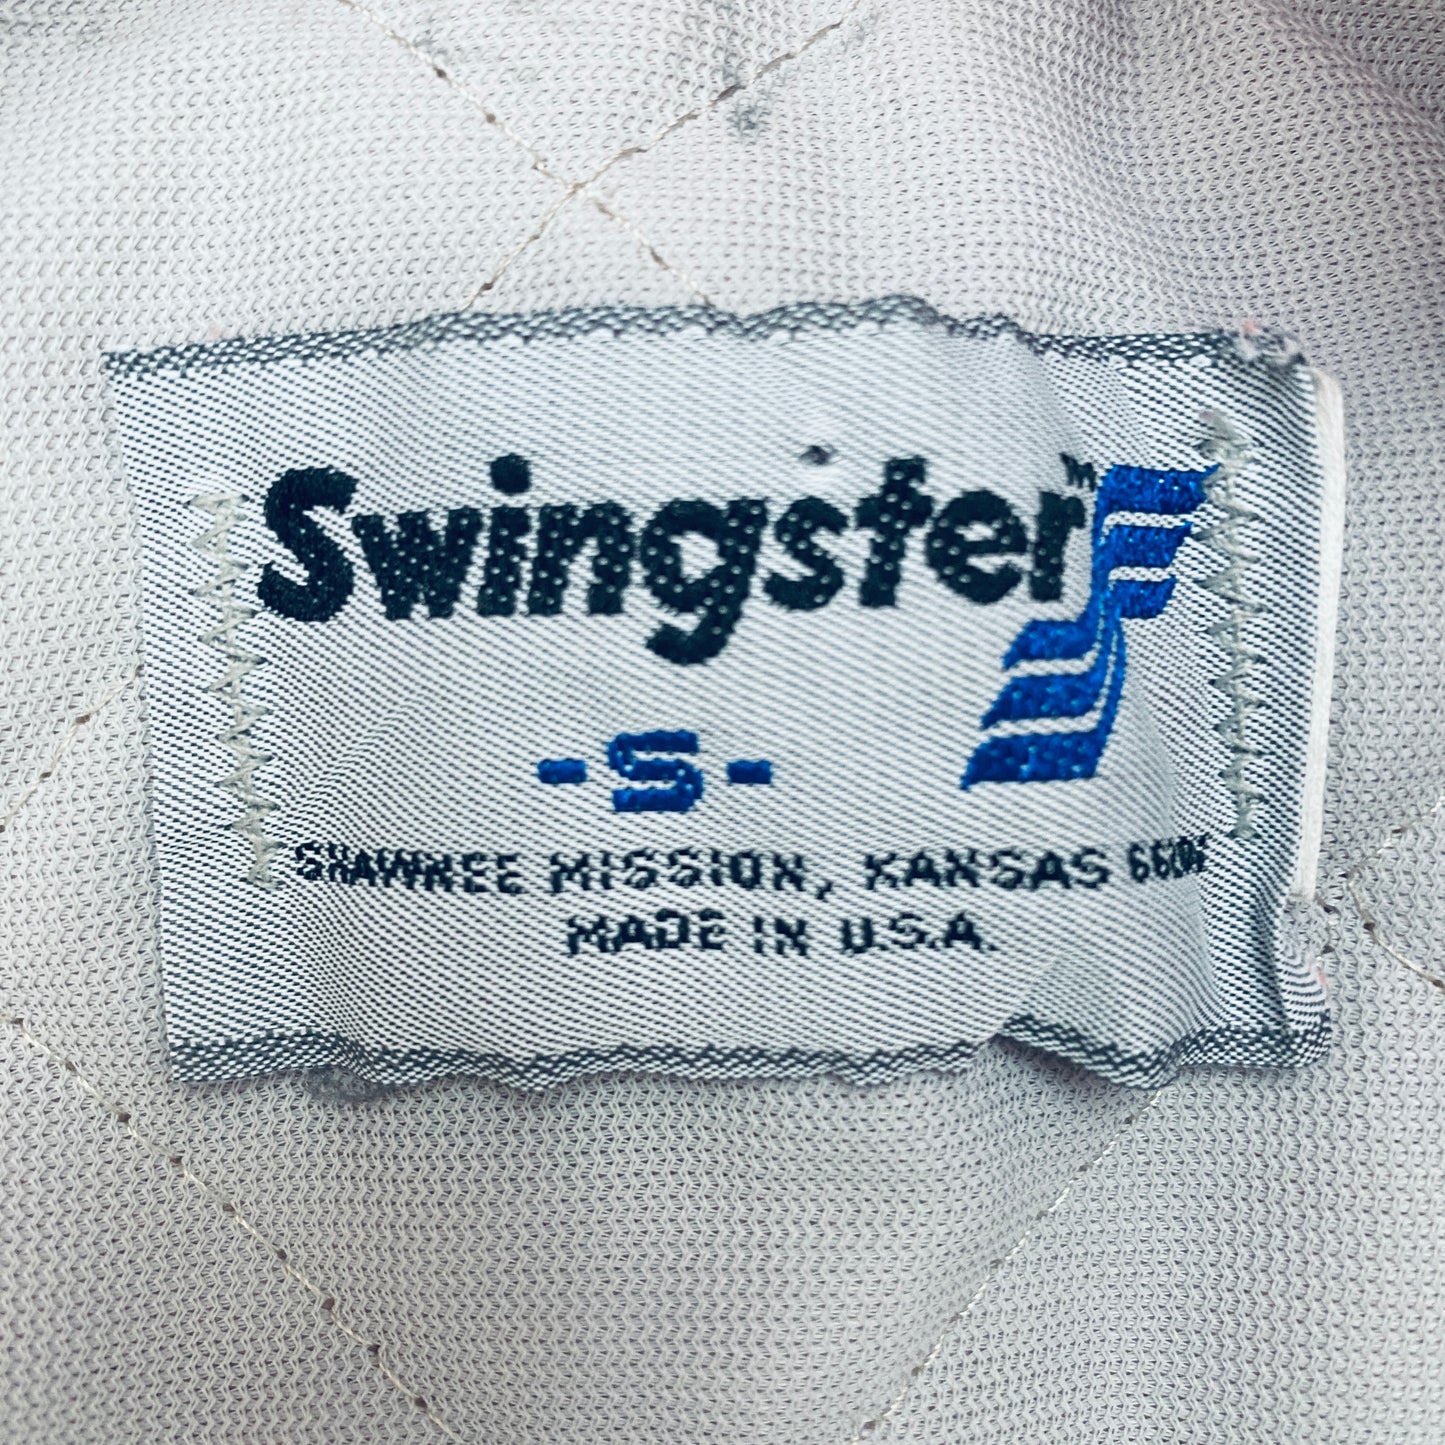 Swingster™
- S -
SHAWNEE MISSION, KANSAS
MADE IN U.S.A.